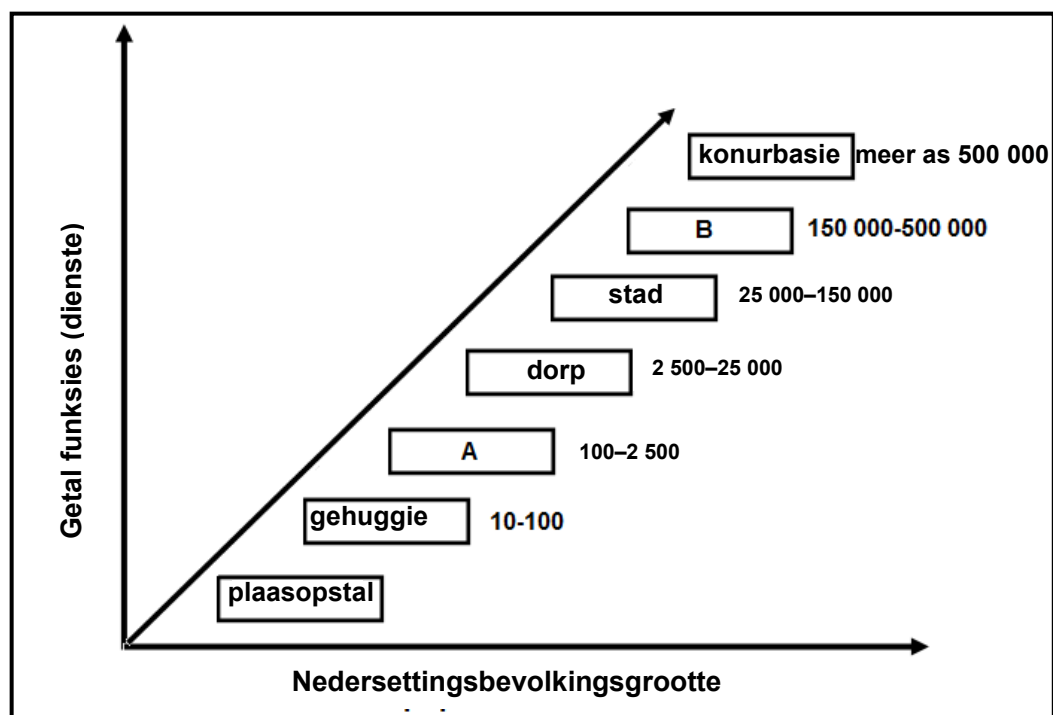 konurbasie meer as 500 000
B 150 000-500 000
stad 25 000–150 000
dorp 2 500–25 000
A 100–2 500
gehuggie 10-100
plaasopstal
Getal funksies (dienste)
Nedersettingsbevolkingsgrootte